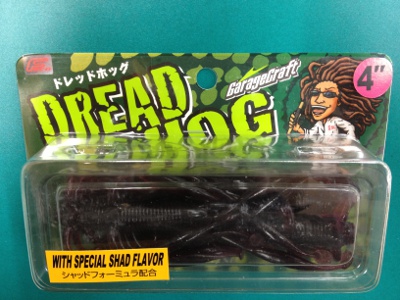 ドレッドホッグ
DREAD
HOG
GarageCraft
4"
WITH SPECIAL SHAD FLAVOR
シャッドフォーミュラ配合